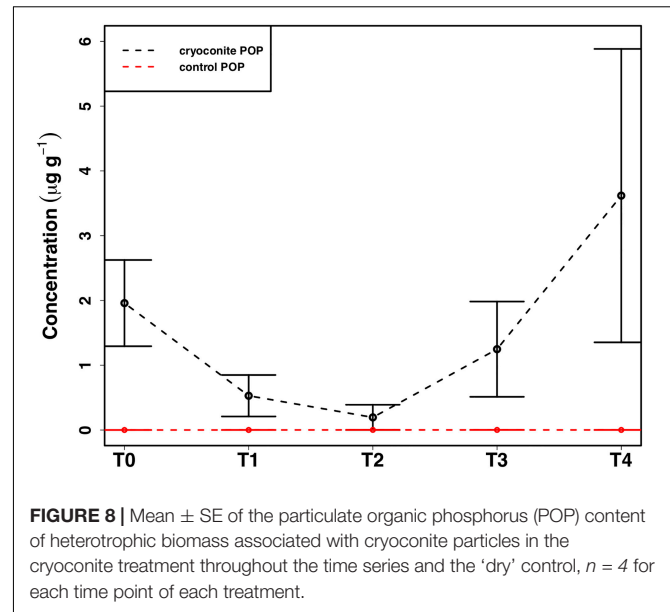 cryoconite POP
control POP
Concentration (μg g⁻¹)
6
5
4
3
2
1
0
T0 T1 T2 T3 T4
FIGURE 8 | Mean ± SE of the particulate organic phosphorus (POP) content
of heterotrophic biomass associated with cryoconite particles in the
cryoconite treatment throughout the time series and the ‘dry’ control, n = 4 for
each time point of each treatment.